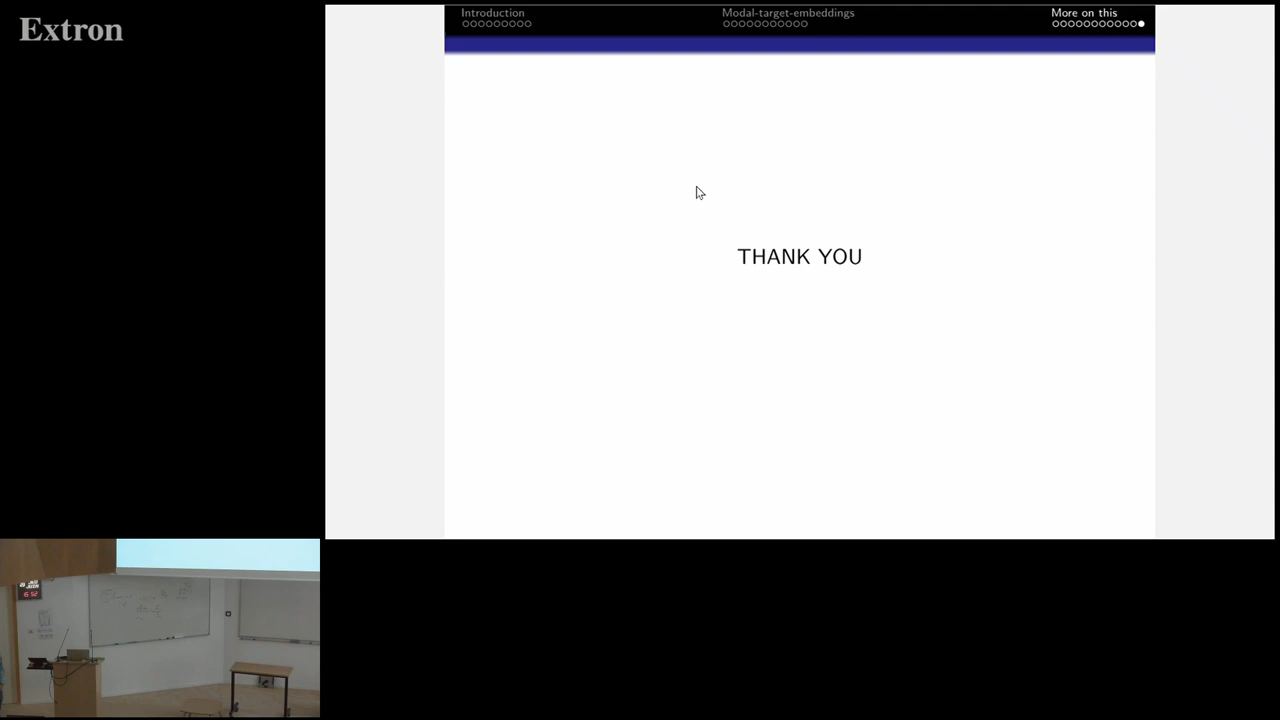 Extron
Introduction
Modal-target-embeddings
More on this
THANK YOU